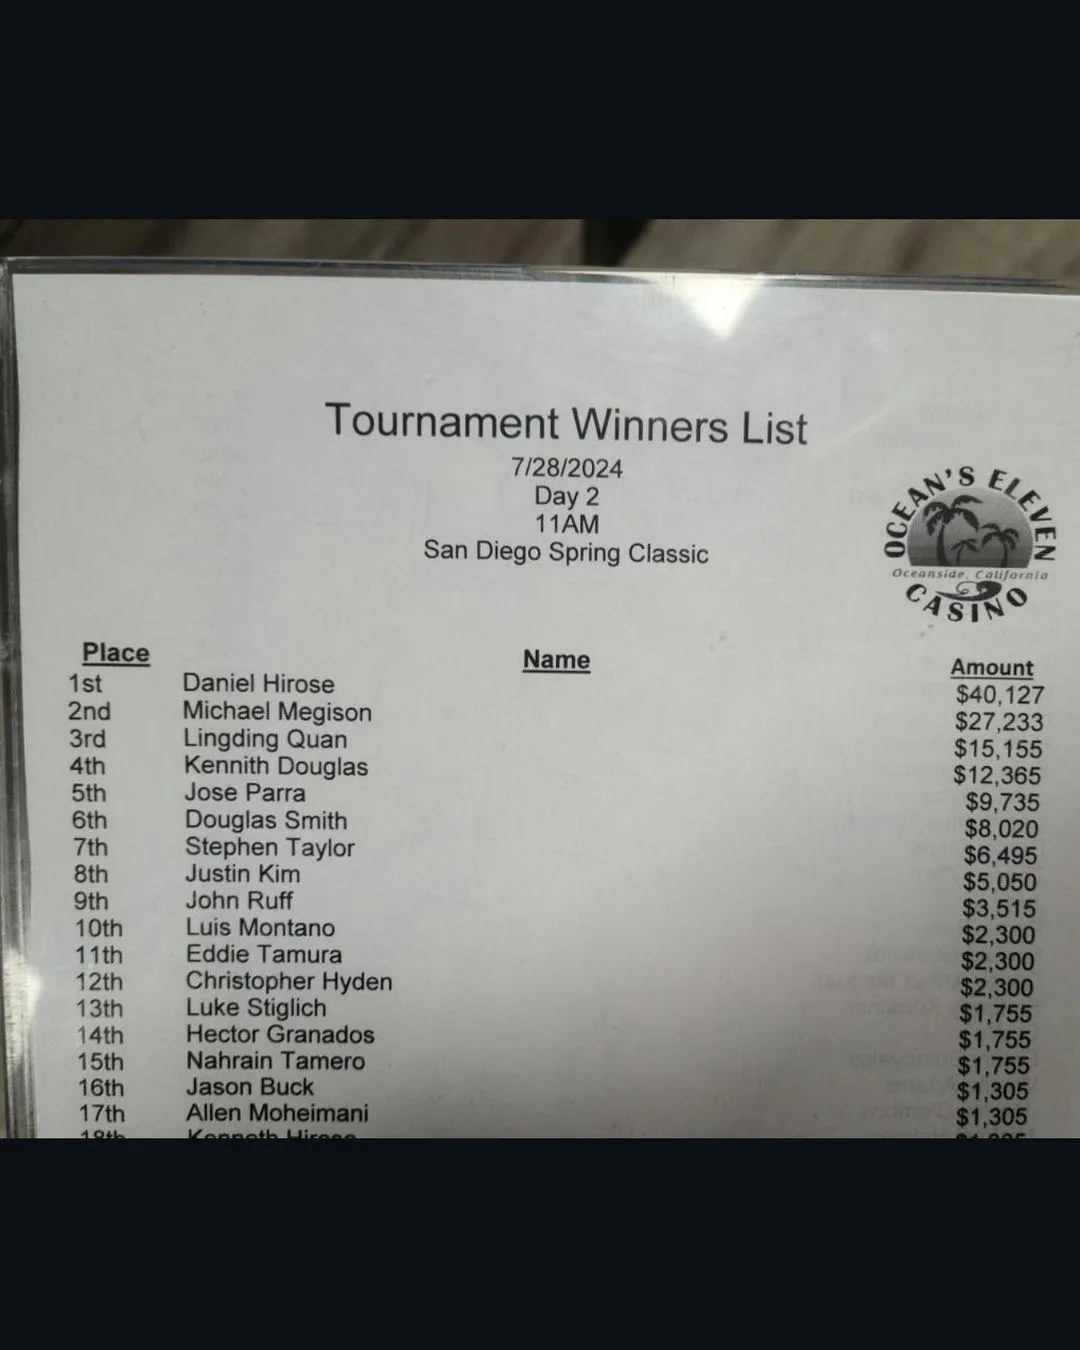 Tournament Winners List
7/28/2024
Day 2
11AM
San Diego Spring Classic
OCEAN'S ELEVEN
Oceanside, California
CASINO
Place Name Amount
1st Daniel Hirose $40,127
2nd Michael Megison $27,233
3rd Lingding Quan $15,155
4th Kennith Douglas $12,365
5th Jose Parra $9,735
6th Douglas Smith $8,020
7th Stephen Taylor $6,495
8th Justin Kim $5,050
9th John Ruff $3,515
10th Luis Montano $2,300
11th Eddie Tamura $2,300
12th Christopher Hyden $2,300
13th Luke Stiglich $1,755
14th Hector Granados $1,755
15th Nahrain Tamero $1,755
16th Jason Buck $1,305
17th Allen Moheimani $1,305
18th Kenneth Hirose